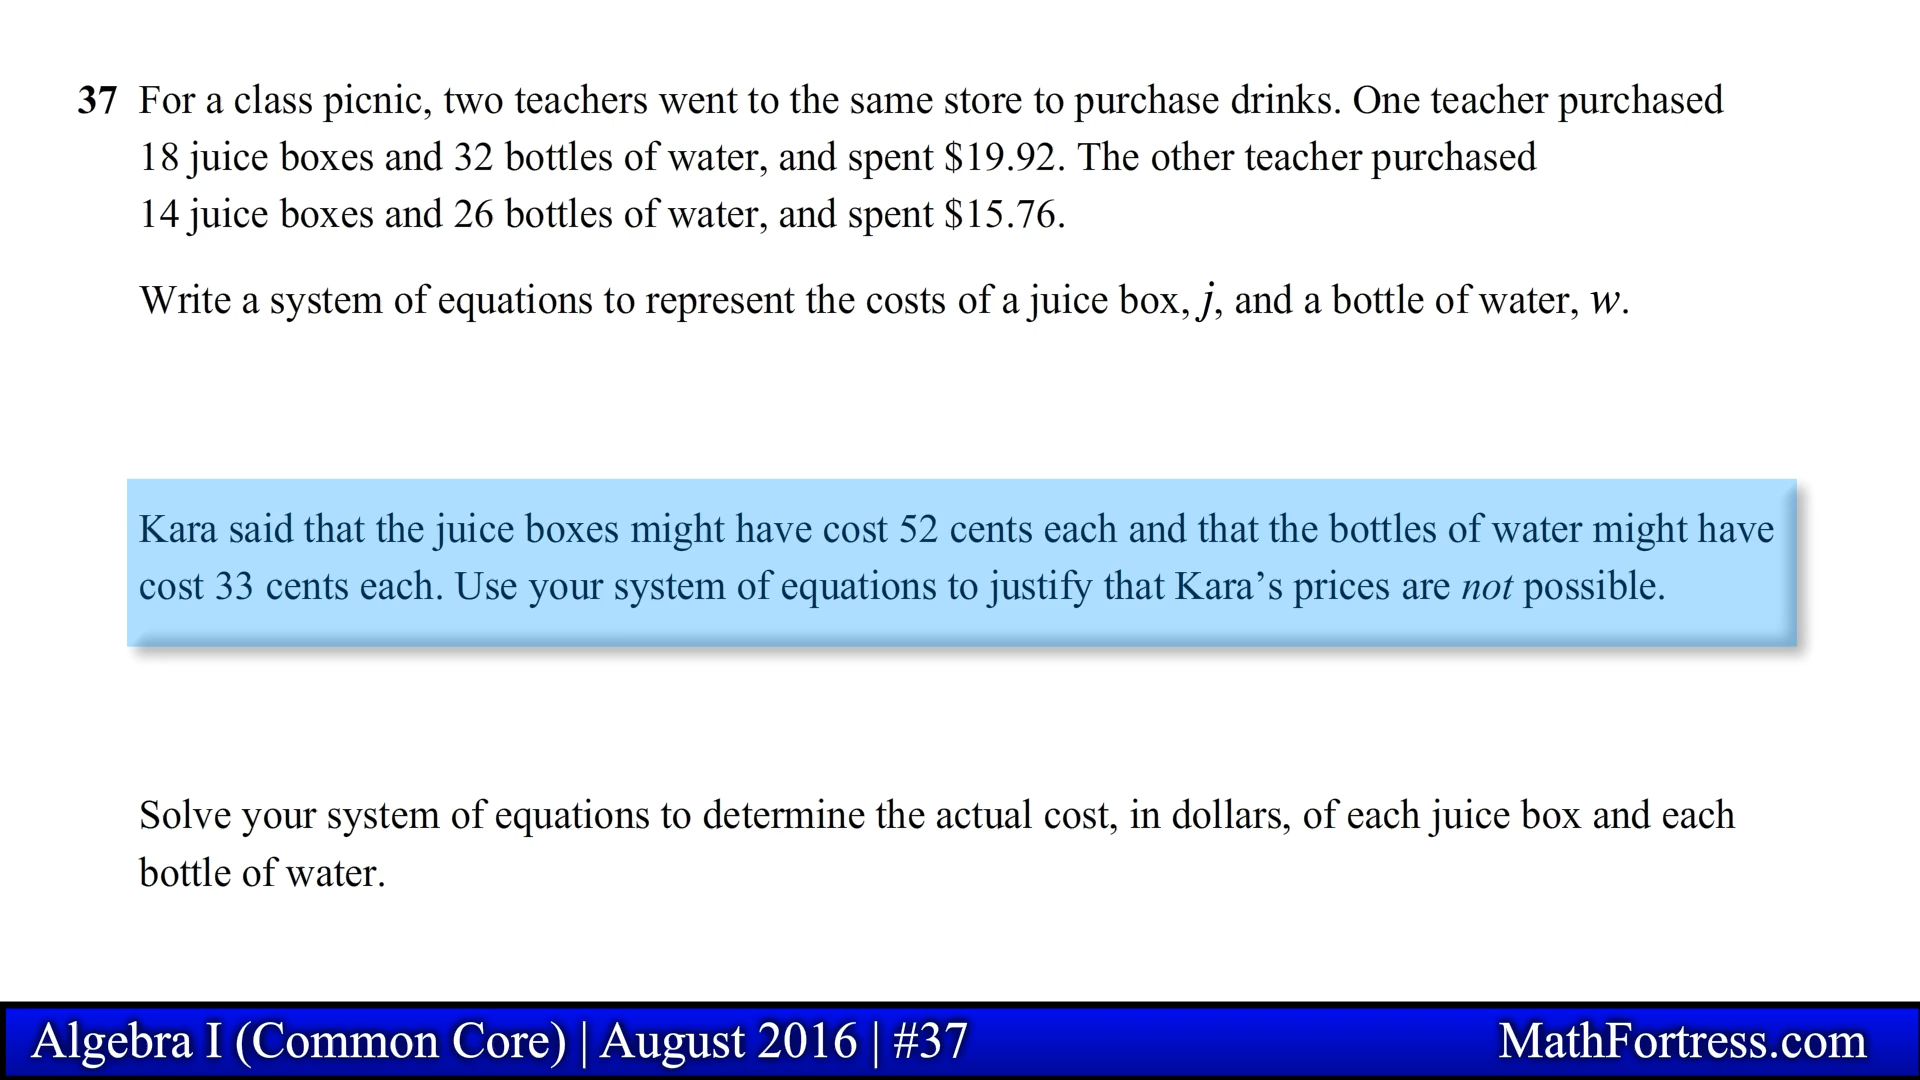 37 For a class picnic, two teachers went to the same store to purchase drinks. One teacher purchased
18 juice boxes and 32 bottles of water, and spent $19.92. The other teacher purchased
14 juice boxes and 26 bottles of water, and spent $15.76.
Write a system of equations to represent the costs of a juice box, j, and a bottle of water, w.
Kara said that the juice boxes might have cost 52 cents each and that the bottles of water might have
cost 33 cents each. Use your system of equations to justify that Kara’s prices are not possible.
Solve your system of equations to determine the actual cost, in dollars, of each juice box and each
bottle of water.
Algebra I (Common Core) | August 2016 | #37 MathFortress.com